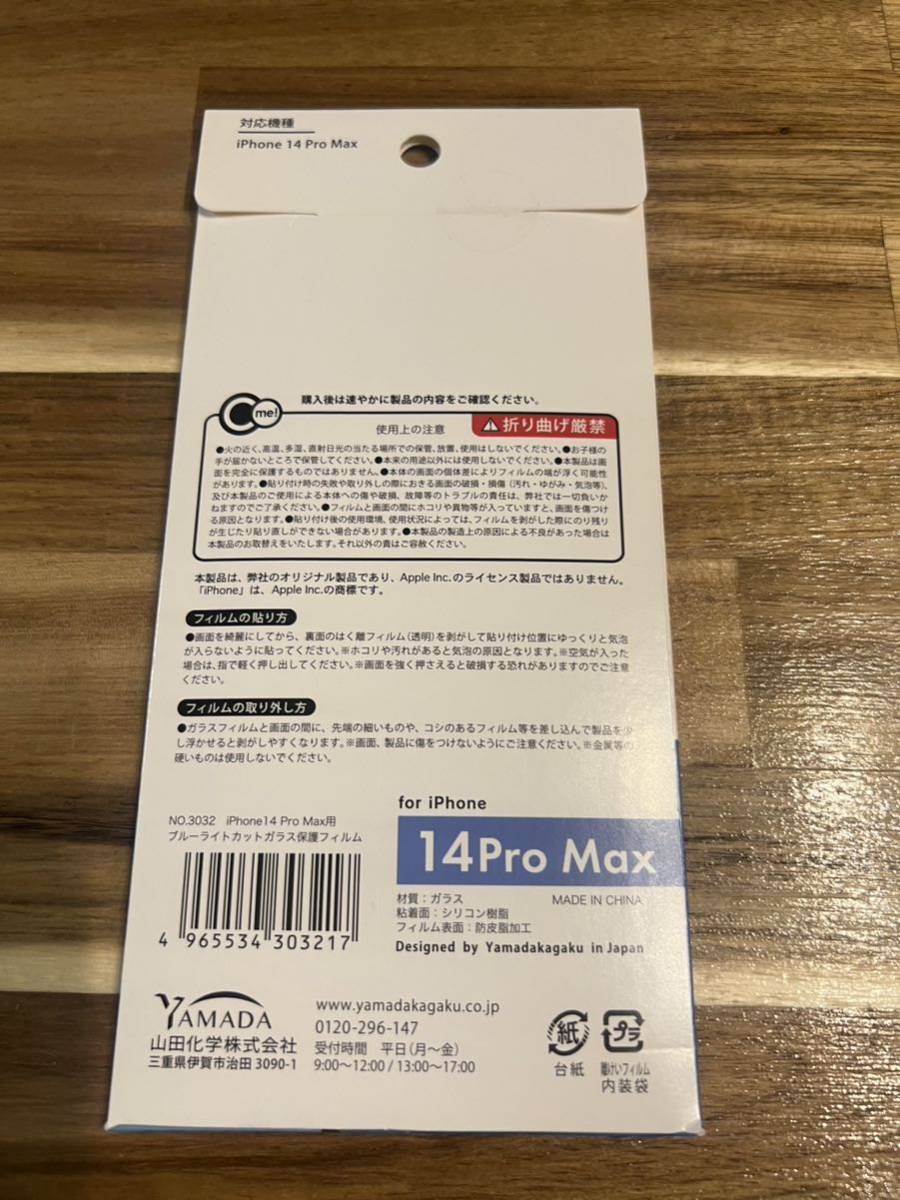 対応機種
iPhone 14 Pro Max
購入後は速やかに製品の内容をご確認ください。
me!
使用上の注意
折り曲げ厳禁
●火の近く、高温、多湿、直射日光の当たる場所での保管、放置、使用はしないでください。●お子様の
手が届かないところで保管してください。●本来の用途以外には使用しないでください。●本製品は画
面を完全に保護するものではありません。●本体の画面の個体差によりフィルムの端が浮く可能性
があります。●貼り付け時の失敗や取り外しの際におきる画面の破損・損傷(汚れ・ゆがみ・気泡等)、
及び本製品のご使用による本体への傷や破損、故障等のトラブルの責任は、弊社では一切負いか
ねますのでご了承ください。●フィルムと画面の間にホコリや異物等が入っていますと、画面を傷つけ
る原因となります。●貼り付け後の使用環境、使用状況によっては、フィルムを剥がした際にのり残り
が生じたり貼り直しができない場合があります。●本製品の製造上の原因による不良があった場合は
本製品のお取替えをいたします。それ以外の責はご容赦ください。
本製品は、弊社のオリジナル製品であり、Apple Inc.のライセンス製品ではありません。
「iPhone」は、Apple Inc.の商標です。
フィルムの貼り方
●画面を綺麗にしてから、裏面のはく離フィルム(透明)を剥がして貼り付け位置にゆっくりと気泡
が入らないように貼ってください。※ホコリや汚れがあると気泡の原因となります。※空気が入った
場合は、指で軽く押し出してください。※画面を強く押さえると破損する恐れがありますのでご注意
ください。
フィルムの取り外し方
●ガラスフィルムと画面の間に、先端の細いものや、コシのあるフィルム等を差し込んで製品を少
し浮かせると剥がしやすくなります。※画面、製品に傷をつけないようにご注意ください。※金属等の
硬いものは使用しないでください。
NO.3032 iPhone14 Pro Max用
ブルーライトカットガラス保護フィルム
4 965534 303217
for iPhone
14 Pro Max
材質：ガラス MADE IN CHINA
粘着面：シリコン樹脂
フィルム表面：防皮脂加工
Designed by Yamadakagaku in Japan
YAMADA
山田化学株式会社
三重県伊賀市治田 3090-1
www.yamadakagaku.co.jp
0120-296-147
受付時間 平日(月～金)
9:00～12:00 / 13:00～17:00
紙
台紙
プラ
内装袋